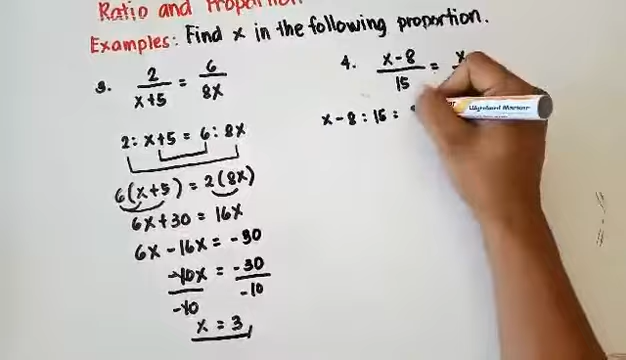 Ratio and Proportion
Examples: Find x in the following proportion.
3. 2/x+5 = 6/8x
2 : x+5 = 6 : 8x
6(x+5) = 2(8x)
6x+30 = 16x
6x - 16x = -30
-10x/-10 = -30/-10
x = 3
4. x-8/15 = x
x-8 : 15 =
Whiteboard Marker